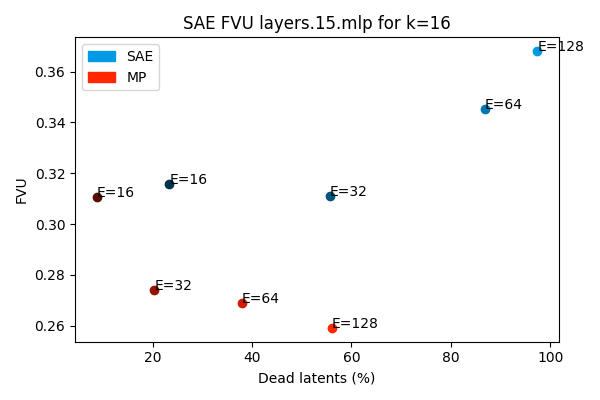 SAE FVU layers.15.mlp for k=16
SAE
MP
E=128
E=64
E=16
E=16
E=32
E=32
E=64
E=128
0.36
0.34
0.32
0.30
0.28
0.26
FVU
20
40
60
80
100
Dead latents (%)